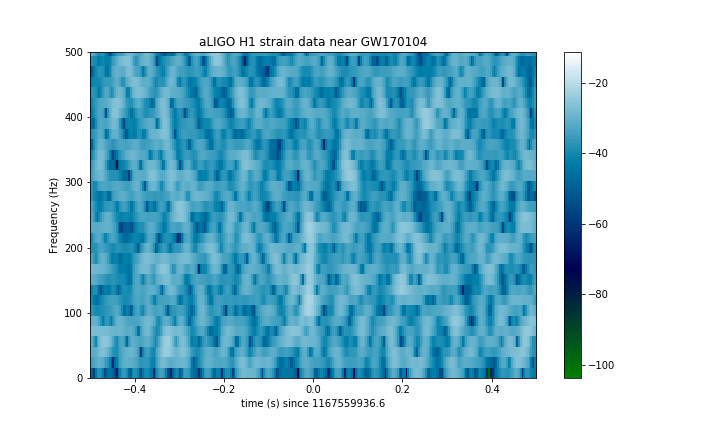 aLIGO H1 strain data near GW170104
500
400
300
200
100
0
Frequency (Hz)
−0.4 −0.2 0.0 0.2 0.4
time (s) since 1167559936.6
−20
−40
−60
−80
−100